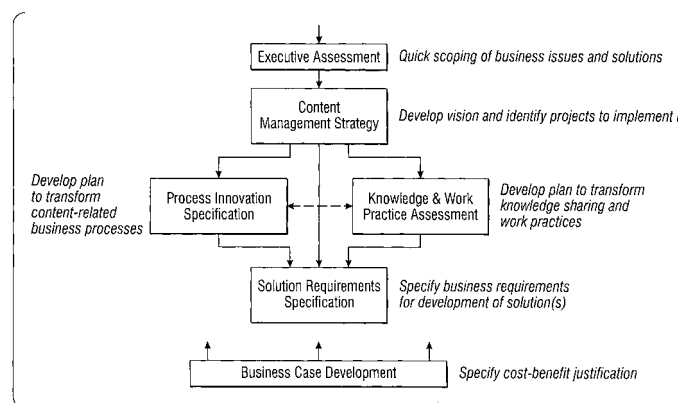 Executive Assessment
Quick scoping of business issues and solutions
Content
Management Strategy
Develop vision and identify projects to implement
Develop plan
to transform
content-related
business processes
Process Innovation
Specification
Knowledge & Work
Practice Assessment
Develop plan to transform
knowledge sharing and
work practices
Solution Requirements
Specification
Specify business requirements
for development of solution(s)
Business Case Development
Specify cost-benefit justification